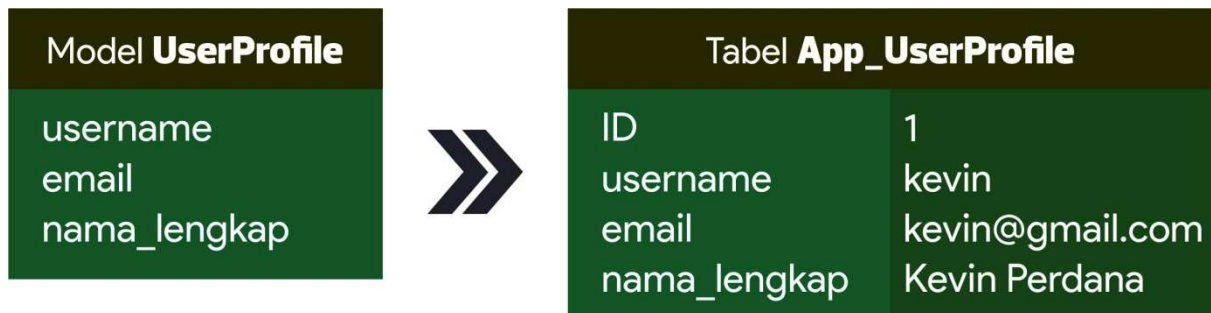 Model UserProfile
username
email
nama_lengkap
Tabel App_UserProfile
ID 1
username kevin
email kevin@gmail.com
nama_lengkap Kevin Perdana